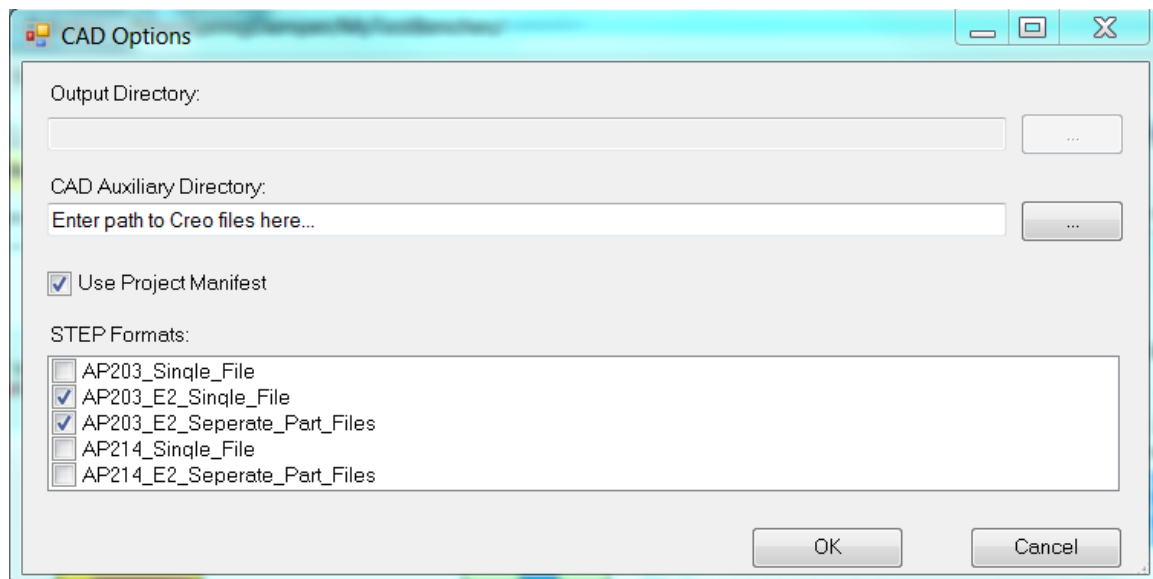 CAD Options
Output Directory:
...
CAD Auxiliary Directory:
Enter path to Creo files here...
...
Use Project Manifest
STEP Formats:
AP203_Single_File
AP203_E2_Single_File
AP203_E2_Seperate_Part_Files
AP214_Single_File
AP214_E2_Seperate_Part_Files
OK
Cancel